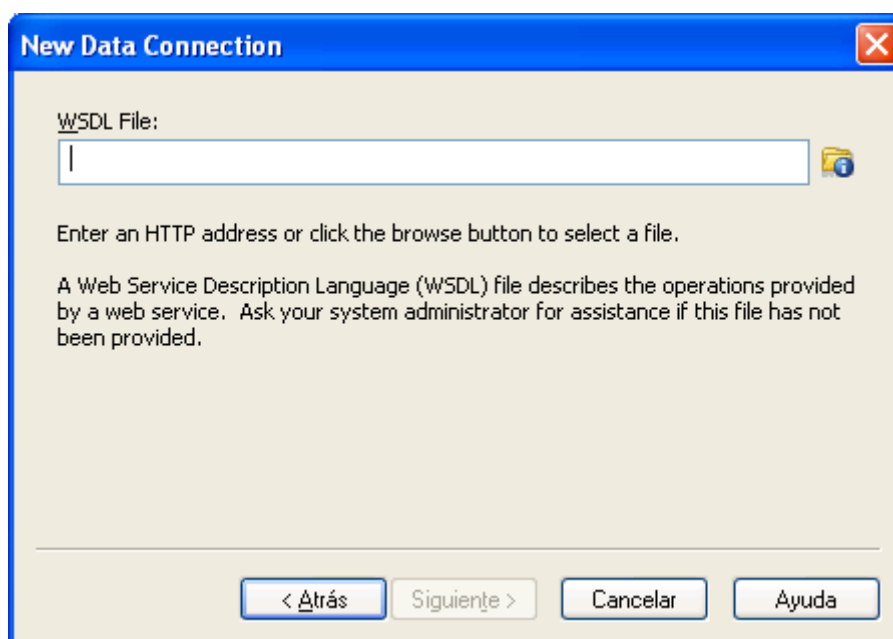 New Data Connection
WSDL File:
Enter an HTTP address or click the browse button to select a file.
A Web Service Description Language (WSDL) file describes the operations provided
by a web service.  Ask your system administrator for assistance if this file has not
been provided.
< Atrás
Siguiente >
Cancelar
Ayuda